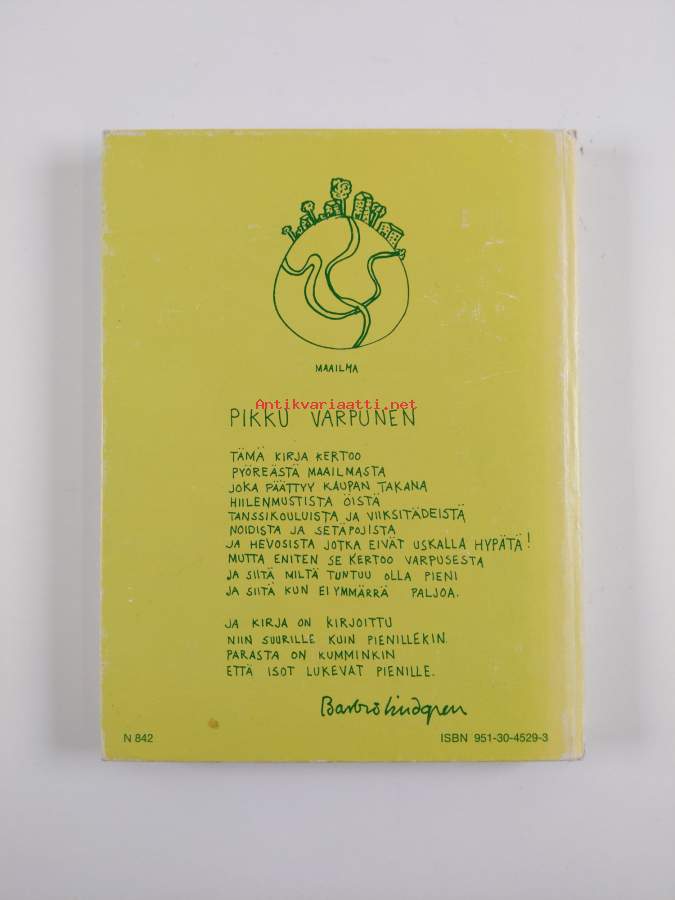 MAAILMA
Antikvariaatti.net
PIKKU VARPUNEN
TÄMÄ KIRJA KERTOO
PYÖREÄSTÄ MAAILMASTA
JOKA PÄÄTTYY KAUPAN TAKANA
HIILENMUSTISTA ÖISTÄ
TANSSIKOULUISTA JA VIIKSITÄDEISTÄ
NOIDISTA JA SETÄPOJISTA
JA HEVOSISTA JOTKA EIVÄT USKALLA HYPÄTÄ!
MUTTA ENITEN SE KERTOO VARPUSESTA
JA SIITÄ MILTÄ TUNTUU OLLA PIENI
JA SIITÄ KUN EI YMMÄRRÄ PALJOA.
JA KIRJA ON KIRJOITTU
NIIN SUURILLE KUIN PIENILLEKIN.
PARASTA ON KUMMINKIN
ETTÄ ISOT LUKEVAT PIENILLE.
Barbro Lindgren
N 842
ISBN 951-30-4529-3